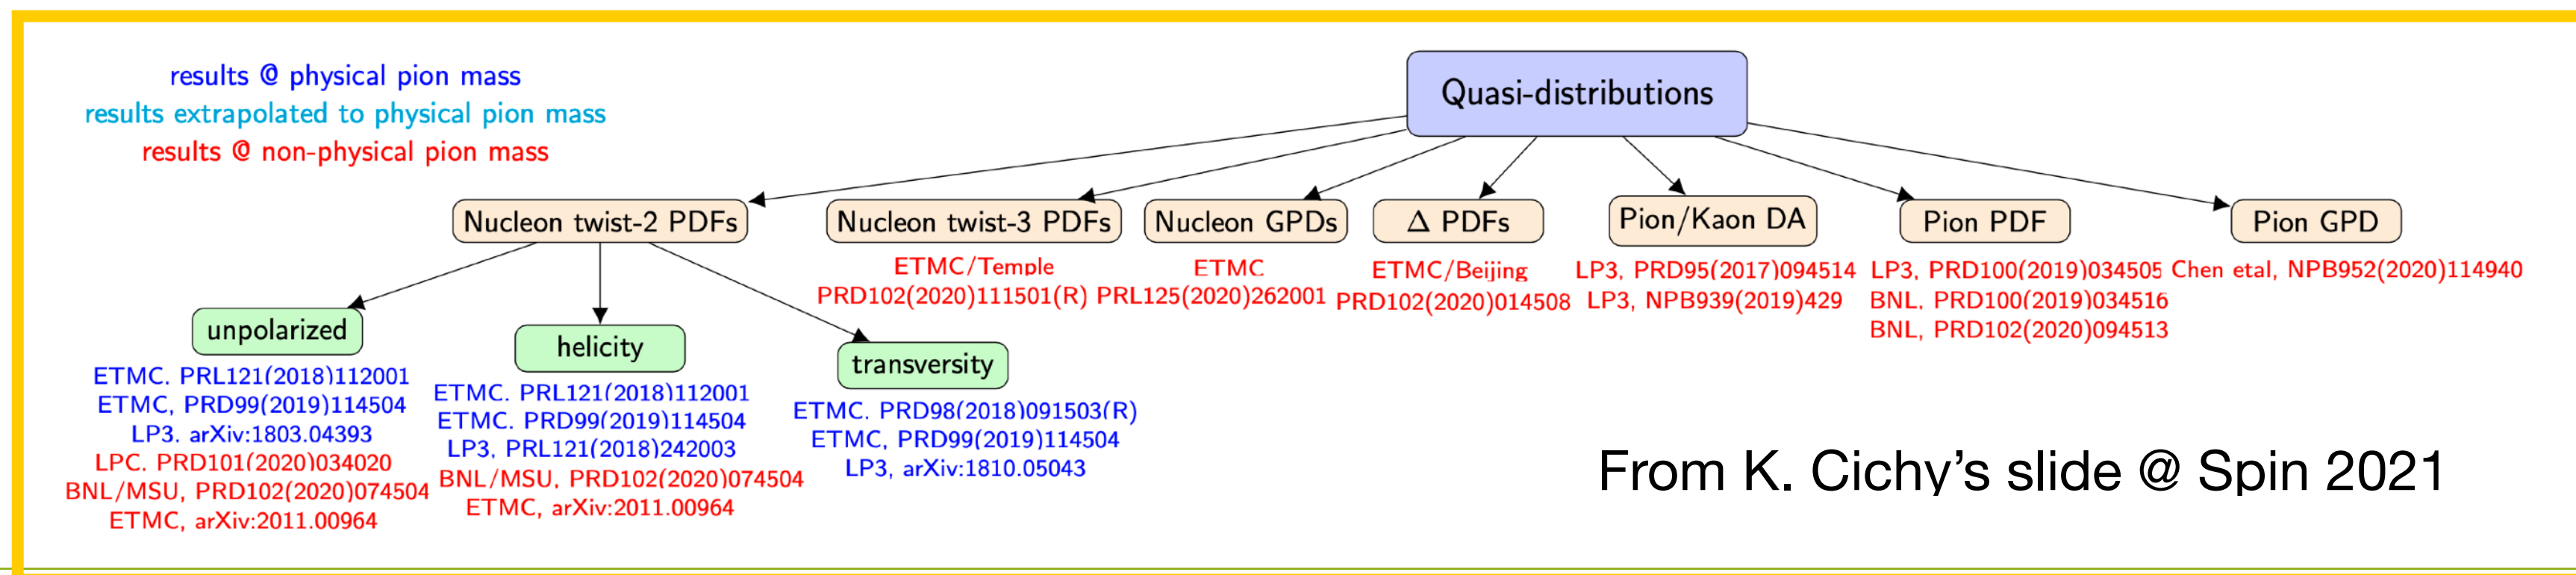 results @ physical pion mass
results extrapolated to physical pion mass
results @ non-physical pion mass
Quasi-distributions
Nucleon twist-2 PDFs
Nucleon twist-3 PDFs
ETMC/Temple
PRD102(2020)111501(R)
Nucleon GPDs
ETMC
PRL125(2020)262001
Δ PDFs
ETMC/Beijing
PRD102(2020)014508
Pion/Kaon DA
LP3, PRD95(2017)094514
LP3, NPB939(2019)429
Pion PDF
LP3, PRD100(2019)034505
BNL, PRD100(2019)034516
BNL, PRD102(2020)094513
Pion GPD
Chen etal, NPB952(2020)114940
unpolarized
ETMC. PRL121(2018)112001
ETMC, PRD99(2019)114504
LP3. arXiv:1803.04393
LPC. PRD101(2020)034020
BNL/MSU, PRD102(2020)074504
ETMC, arXiv:2011.00964
helicity
ETMC. PRL121(2018)112001
ETMC. PRD99(2019)114504
LP3, PRL121(2018)242003
BNL/MSU, PRD102(2020)074504
ETMC, arXiv:2011.00964
transversity
ETMC. PRD98(2018)091503(R)
ETMC, PRD99(2019)114504
LP3, arXiv:1810.05043
From K. Cichy’s slide @ Spin 2021